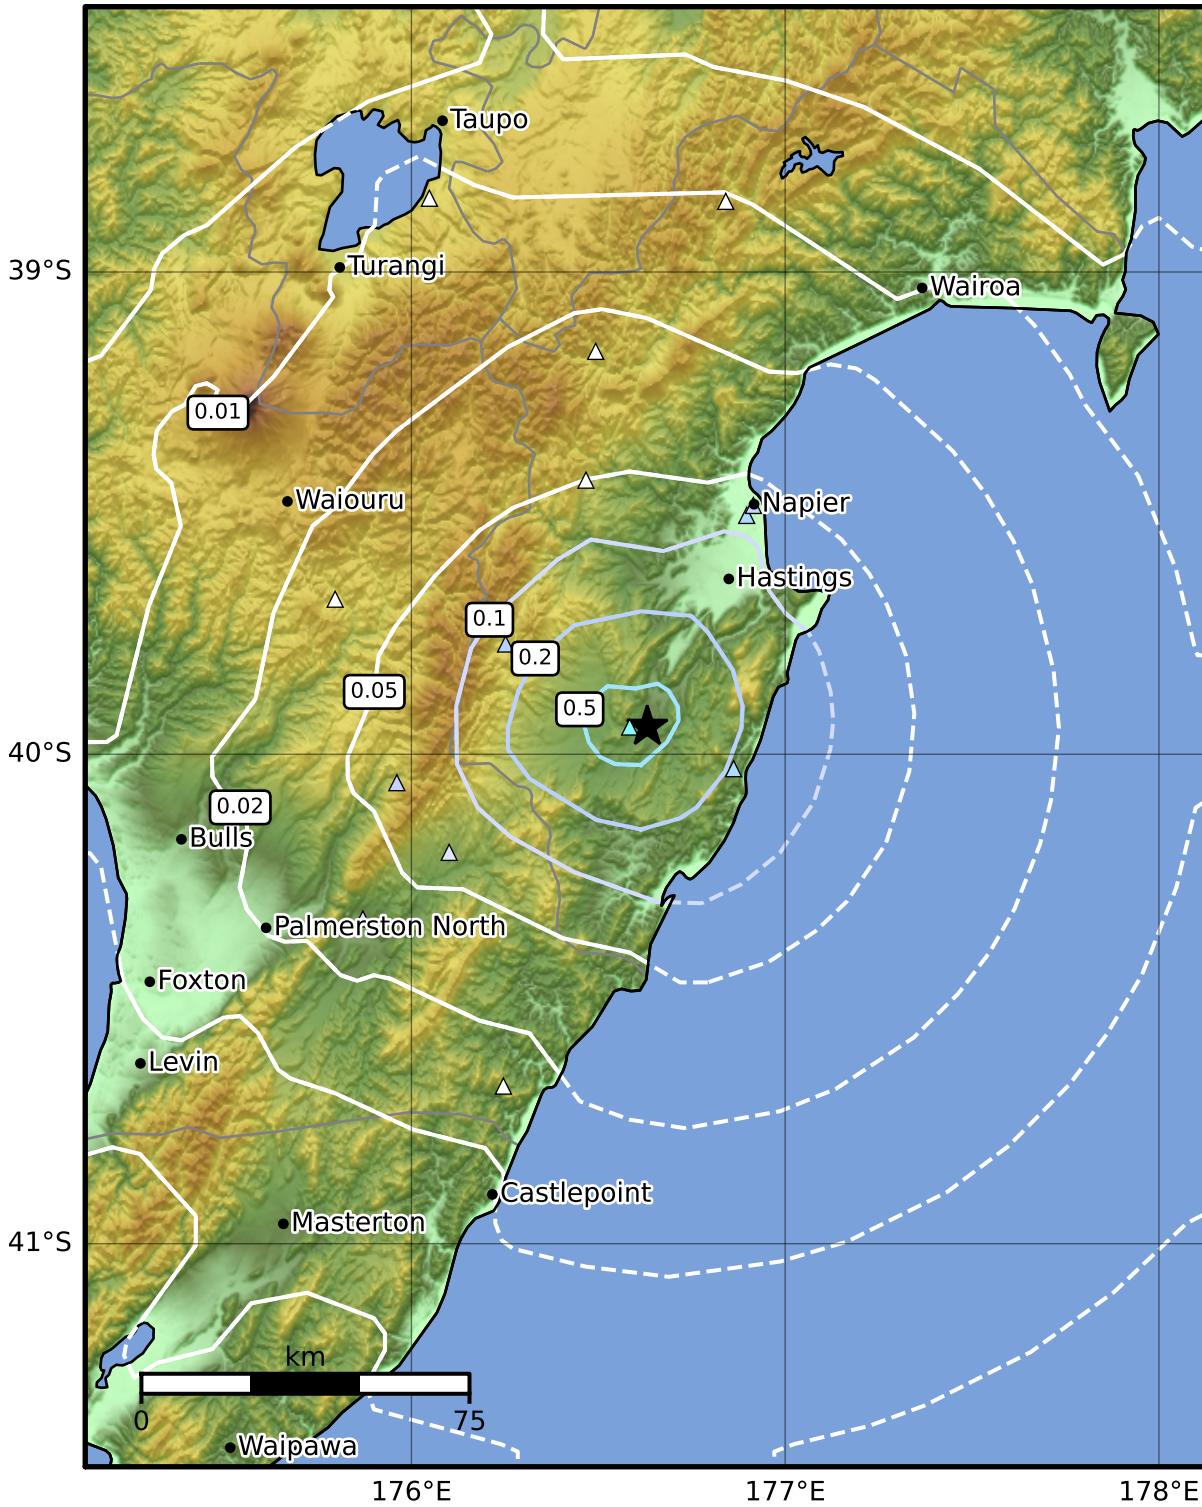 Taupo
39°S
Turangi
Wairoa
0.01
Waiouru
Napier
Hastings
0.1
0.2
0.05
0.5
40°S
0.02
Bulls
Palmerston North
Foxton
Levin
Castlepoint
Masterton
41°S
km
0 75
Waipawa
176°E 177°E 178°E